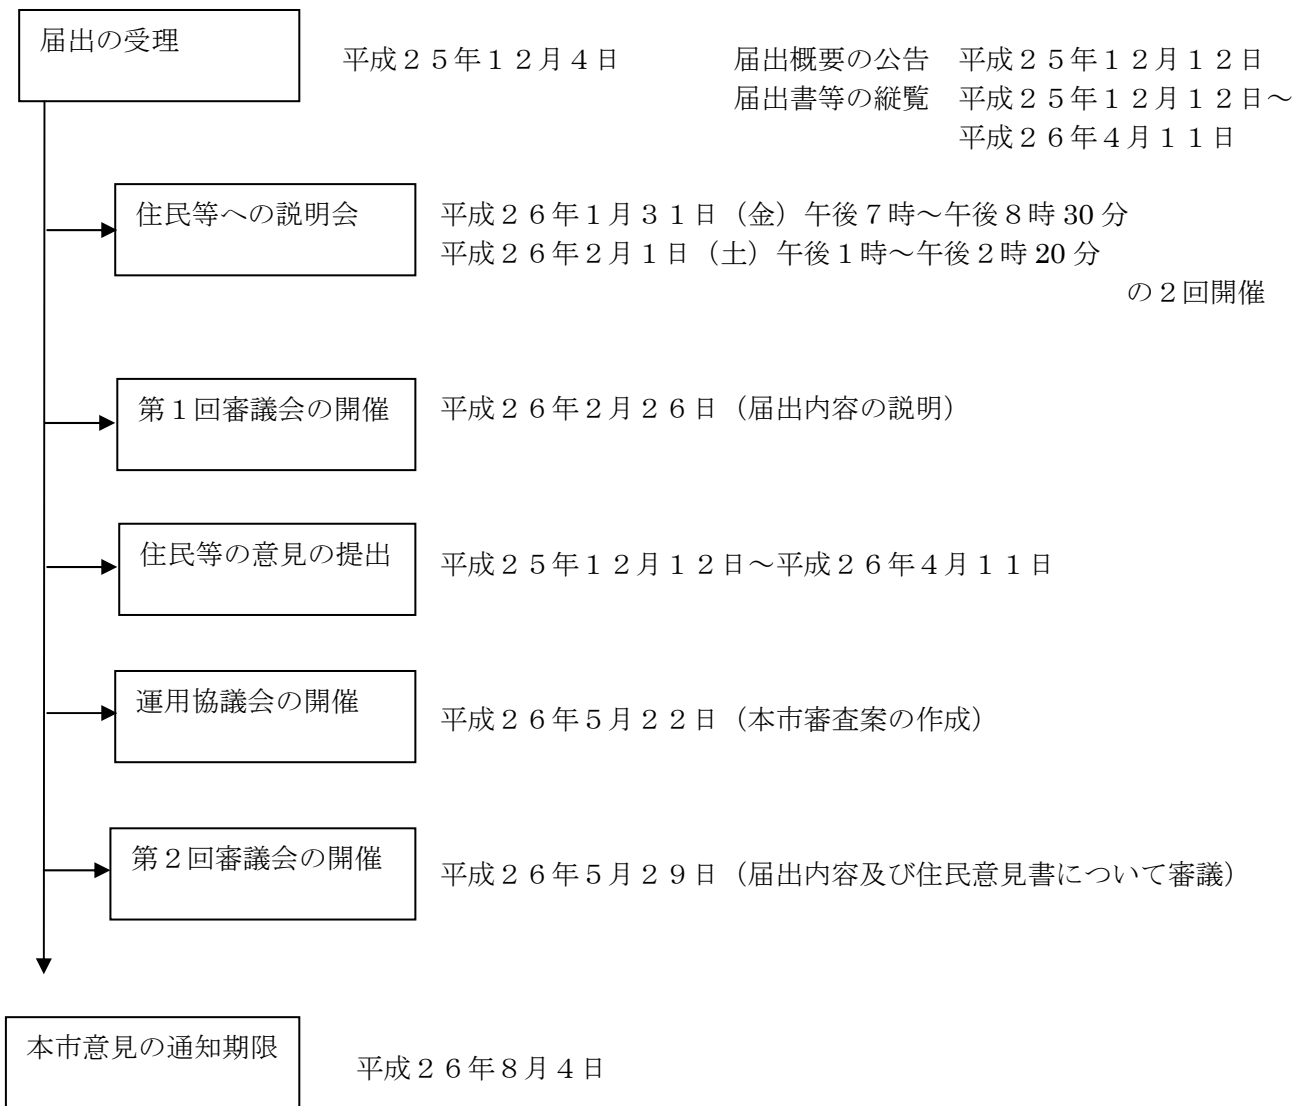 届出の受理
平成２５年１２月４日
届出概要の公告　平成２５年１２月１２日
届出書等の縦覧　平成２５年１２月１２日～
平成２６年４月１１日
住民等への説明会
平成２６年１月３１日（金）午後７時～午後８時 30 分
平成２６年２月１日（土）午後１時～午後２時 20 分
の２回開催
第１回審議会の開催
平成２６年２月２６日（届出内容の説明）
住民等の意見の提出
平成２５年１２月１２日～平成２６年４月１１日
運用協議会の開催
平成２６年５月２２日（本市審査案の作成）
第２回審議会の開催
平成２６年５月２９日（届出内容及び住民意見書について審議）
本市意見の通知期限
平成２６年８月４日